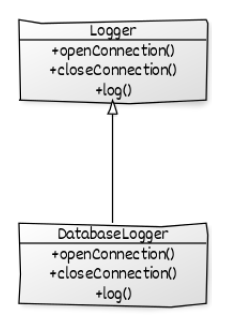 Logger
+openConnection()
+closeConnection()
+log()
DatabaseLogger
+openConnection()
+closeConnection()
+log()